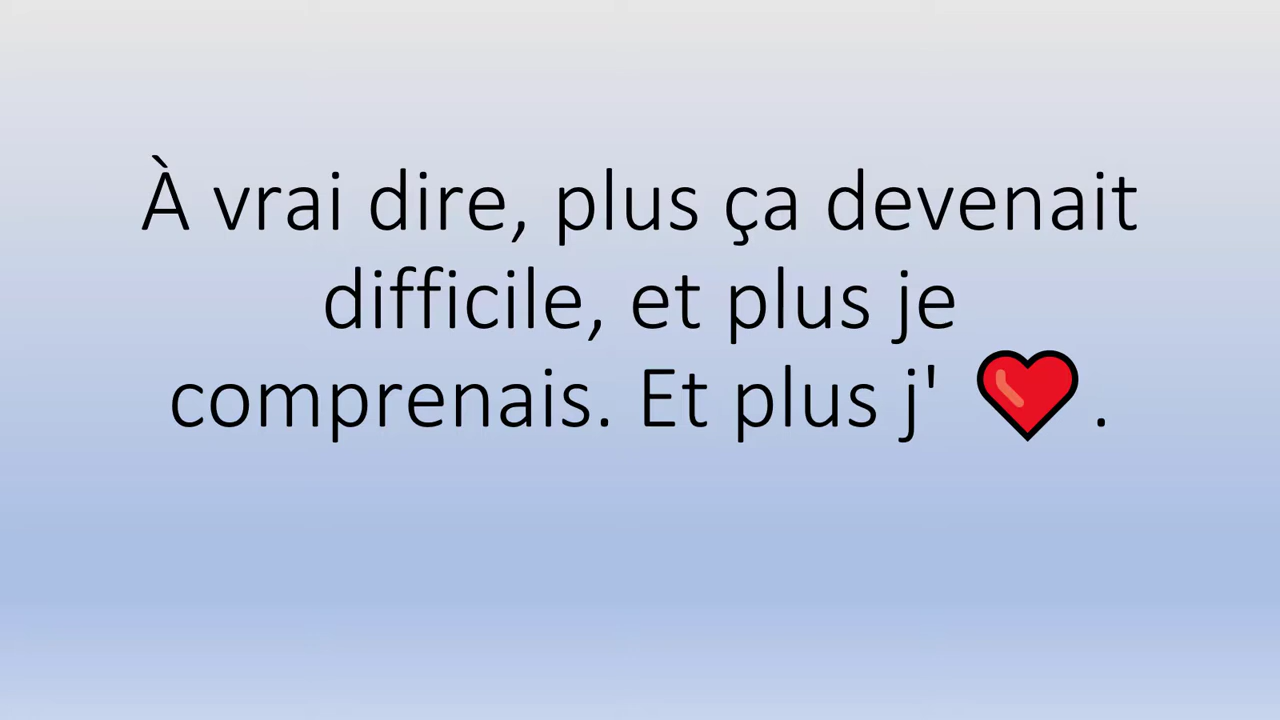 À vrai dire, plus ça devenait
difficile, et plus je
comprenais. Et plus j' ❤️.